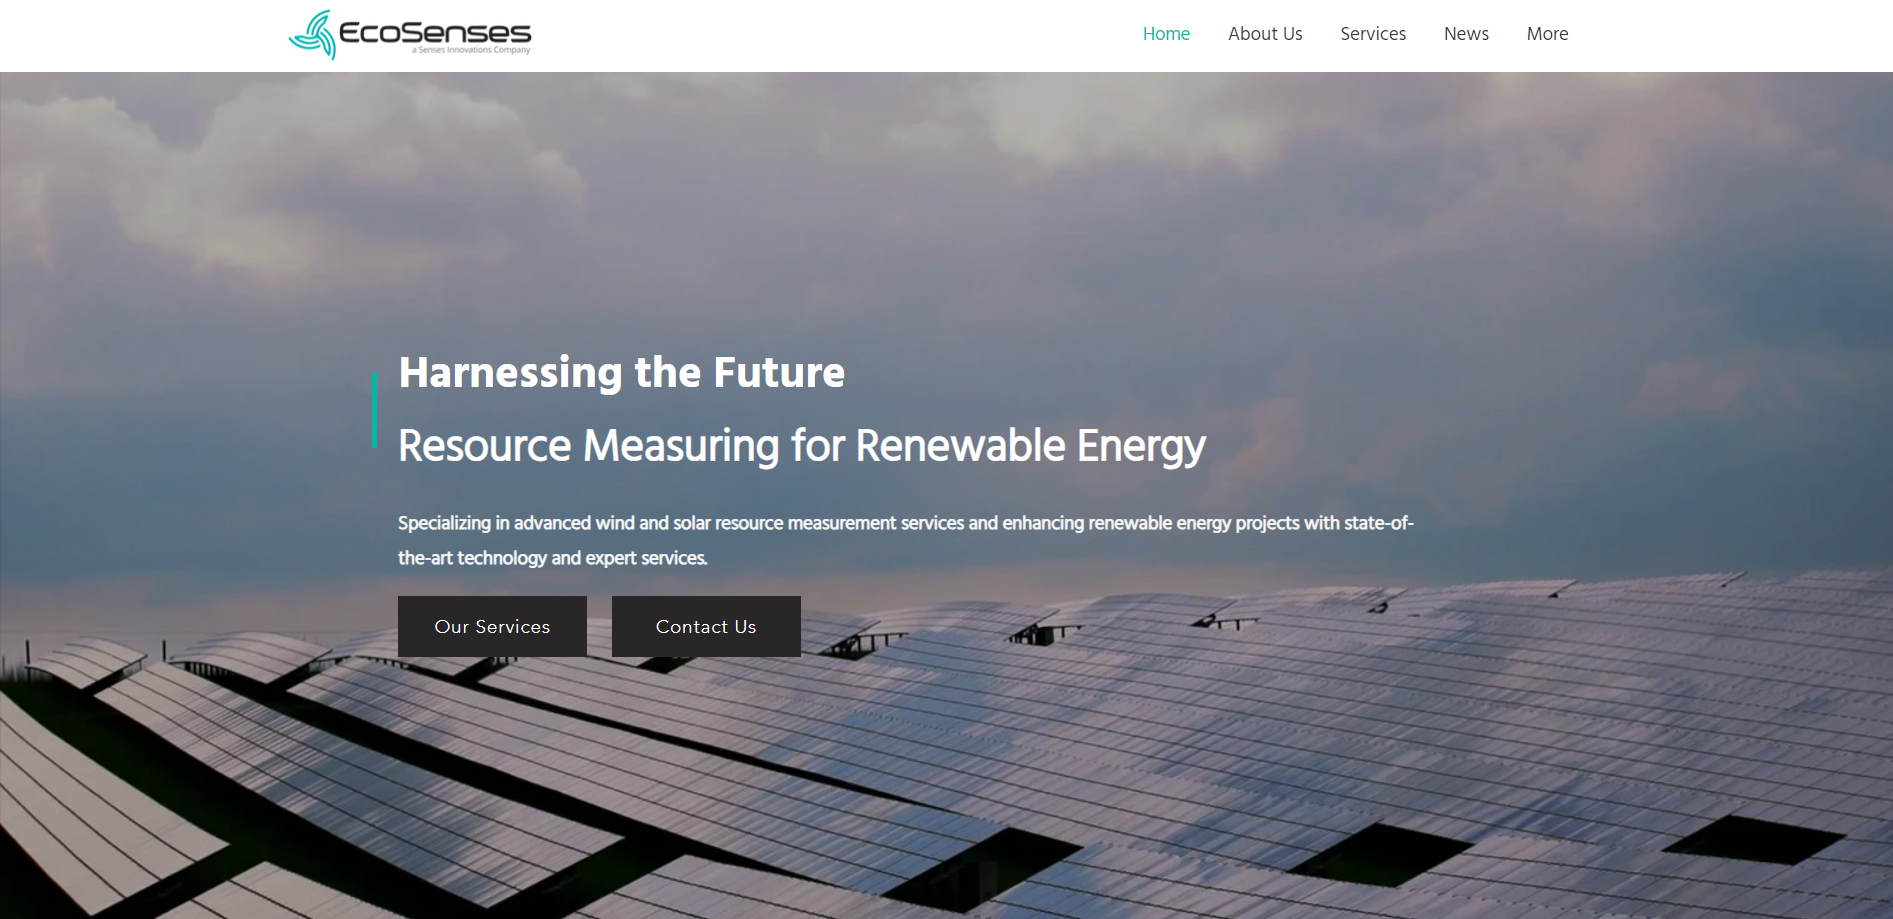 EcoSenses
a Senses Innovations Company
Home
About Us
Services
News
More
Harnessing the Future
Resource Measuring for Renewable Energy
Specializing in advanced wind and solar resource measurement services and enhancing renewable energy projects with state-of-
the-art technology and expert services.
Our Services
Contact Us